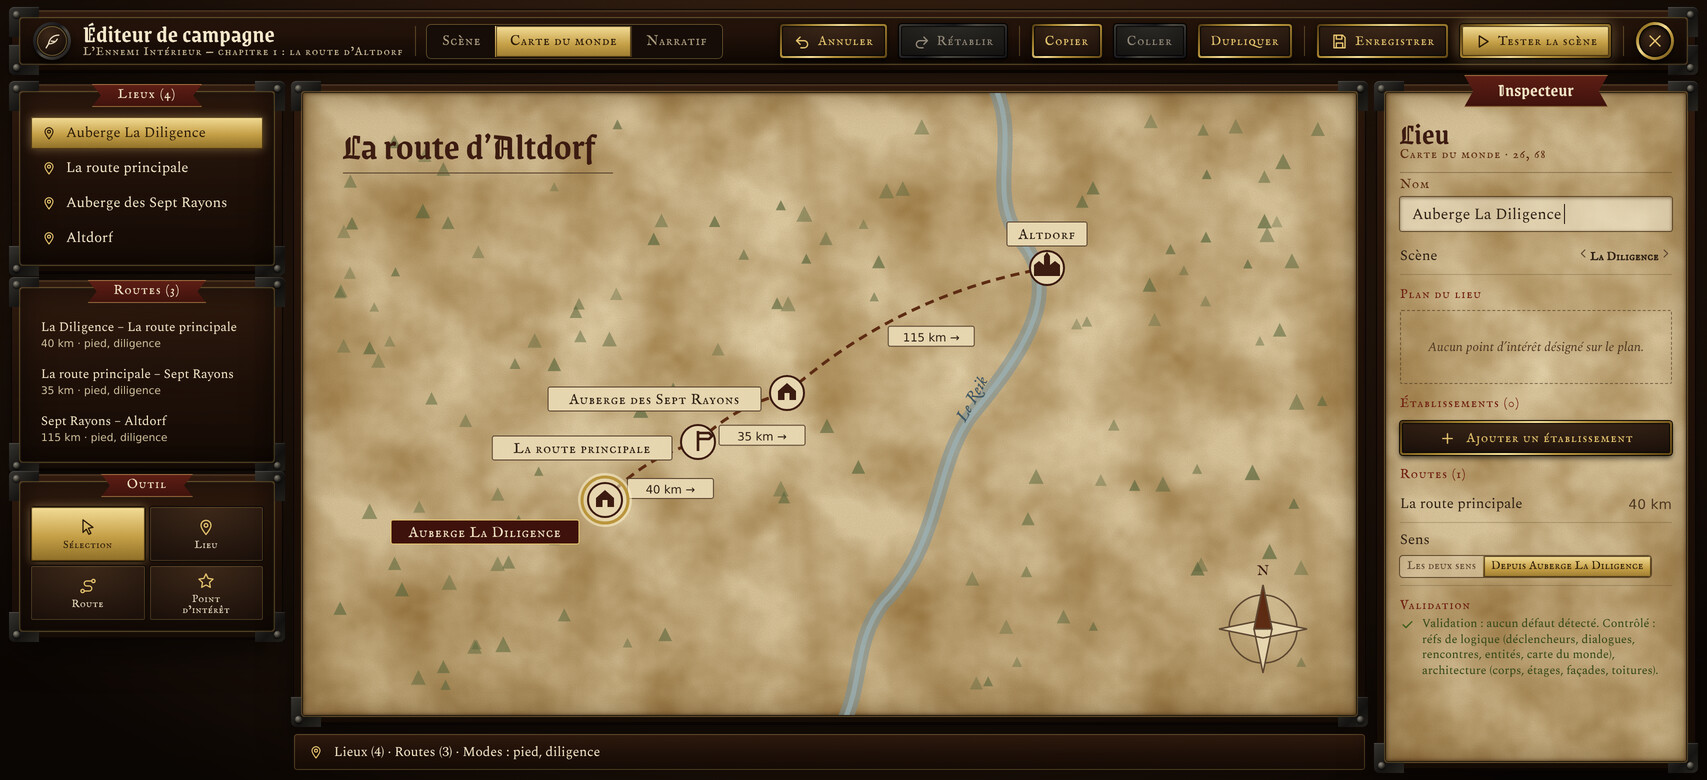 Éditeur de campagne
L'Ennemi Intérieur — chapitre 1 : la route d'Altdorf
Scène
Carte du monde
Narratif
Annuler
Rétablir
Copier
Coller
Dupliquer
Enregistrer
Tester la scène
Lieux (4)
Auberge La Diligence
La route principale
Auberge des Sept Rayons
Altdorf
Routes (3)
La Diligence – La route principale
40 km · pied, diligence
La route principale – Sept Rayons
35 km · pied, diligence
Sept Rayons – Altdorf
115 km · pied, diligence
Outil
Sélection
Lieu
Route
Point
d'intérêt
La route d'Altdorf
Altdorf
115 km →
Le Reik
Auberge des Sept Rayons
35 km →
La route principale
40 km →
Auberge La Diligence
N
Lieux (4) · Routes (3) · Modes : pied, diligence
Inspecteur
Lieu
Carte du monde · 26, 68
Nom
Auberge La Diligence
Scène
‹ La Diligence ›
Plan du lieu
Aucun point d'intérêt désigné sur le plan.
Établissements (0)
+ Ajouter un établissement
Routes (1)
La route principale 40 km
Sens
Les deux sens
Depuis Auberge La Diligence
Validation
Validation : aucun défaut détecté. Contrôlé :
réfs de logique (déclencheurs, dialogues,
rencontres, entités, carte du monde),
architecture (corps, étages, façades, toitures).